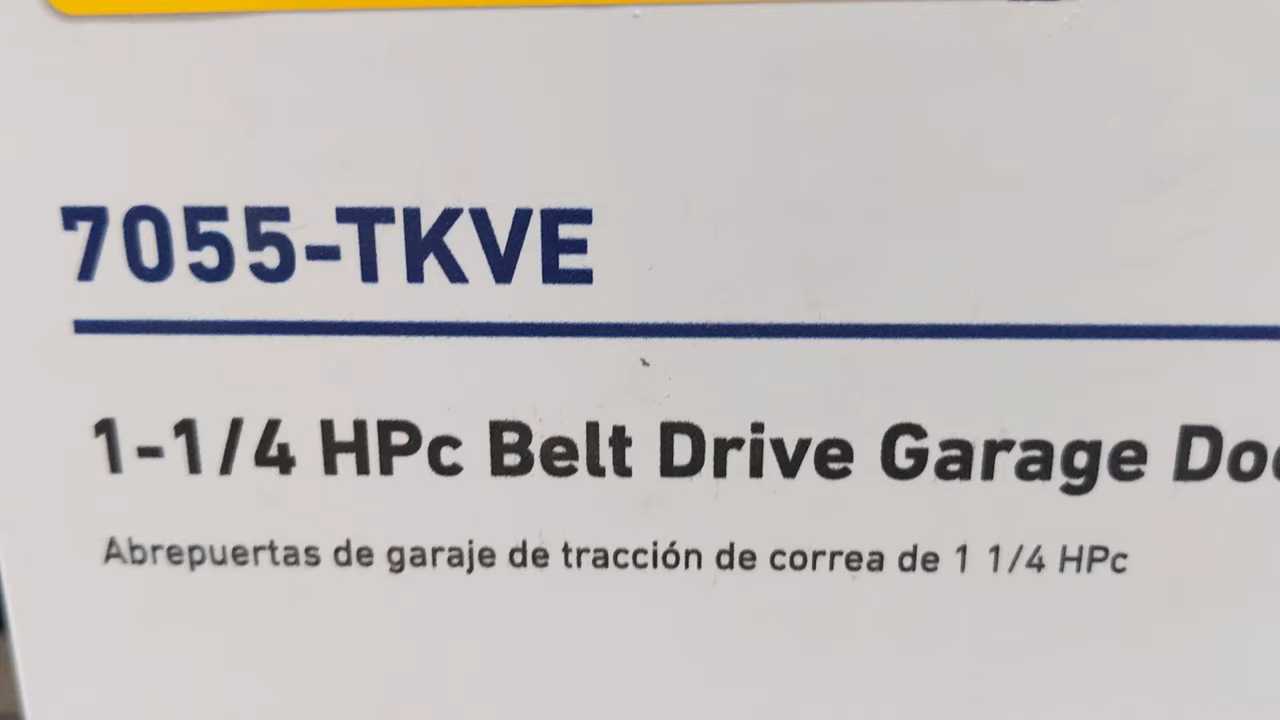 7055-TKVE
1-1/4 HPc Belt Drive Garage
Abrepuertas de garaje de tracción de correa de 1 1/4 HPc